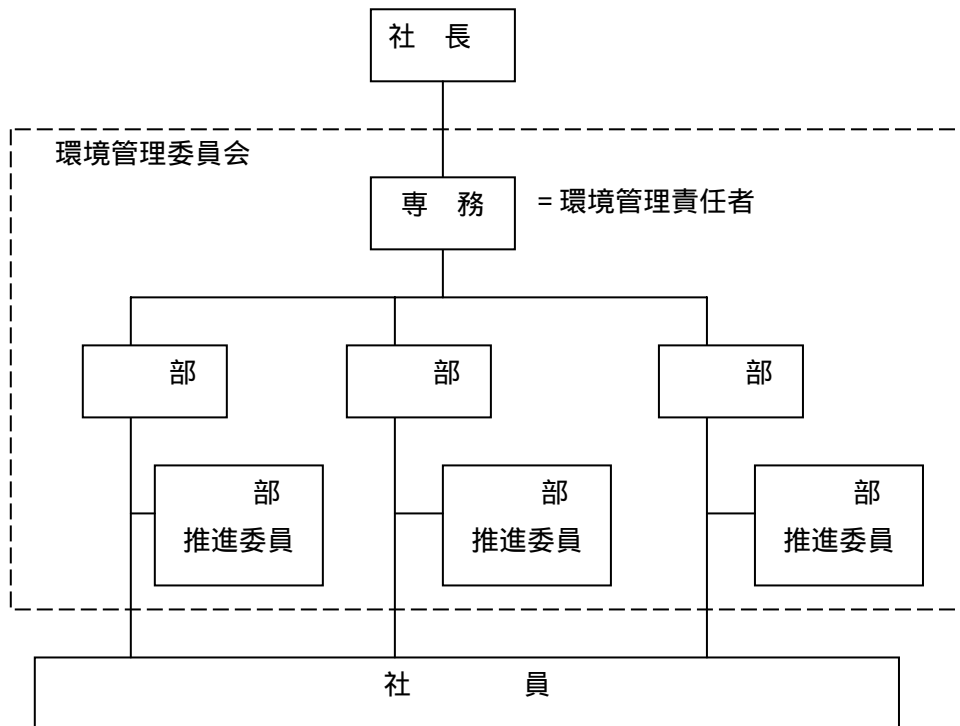 社　長
環境管理委員会
専　務
= 環境管理責任者
部
部
部
部
推進委員
部
推進委員
部
推進委員
社　　　　員